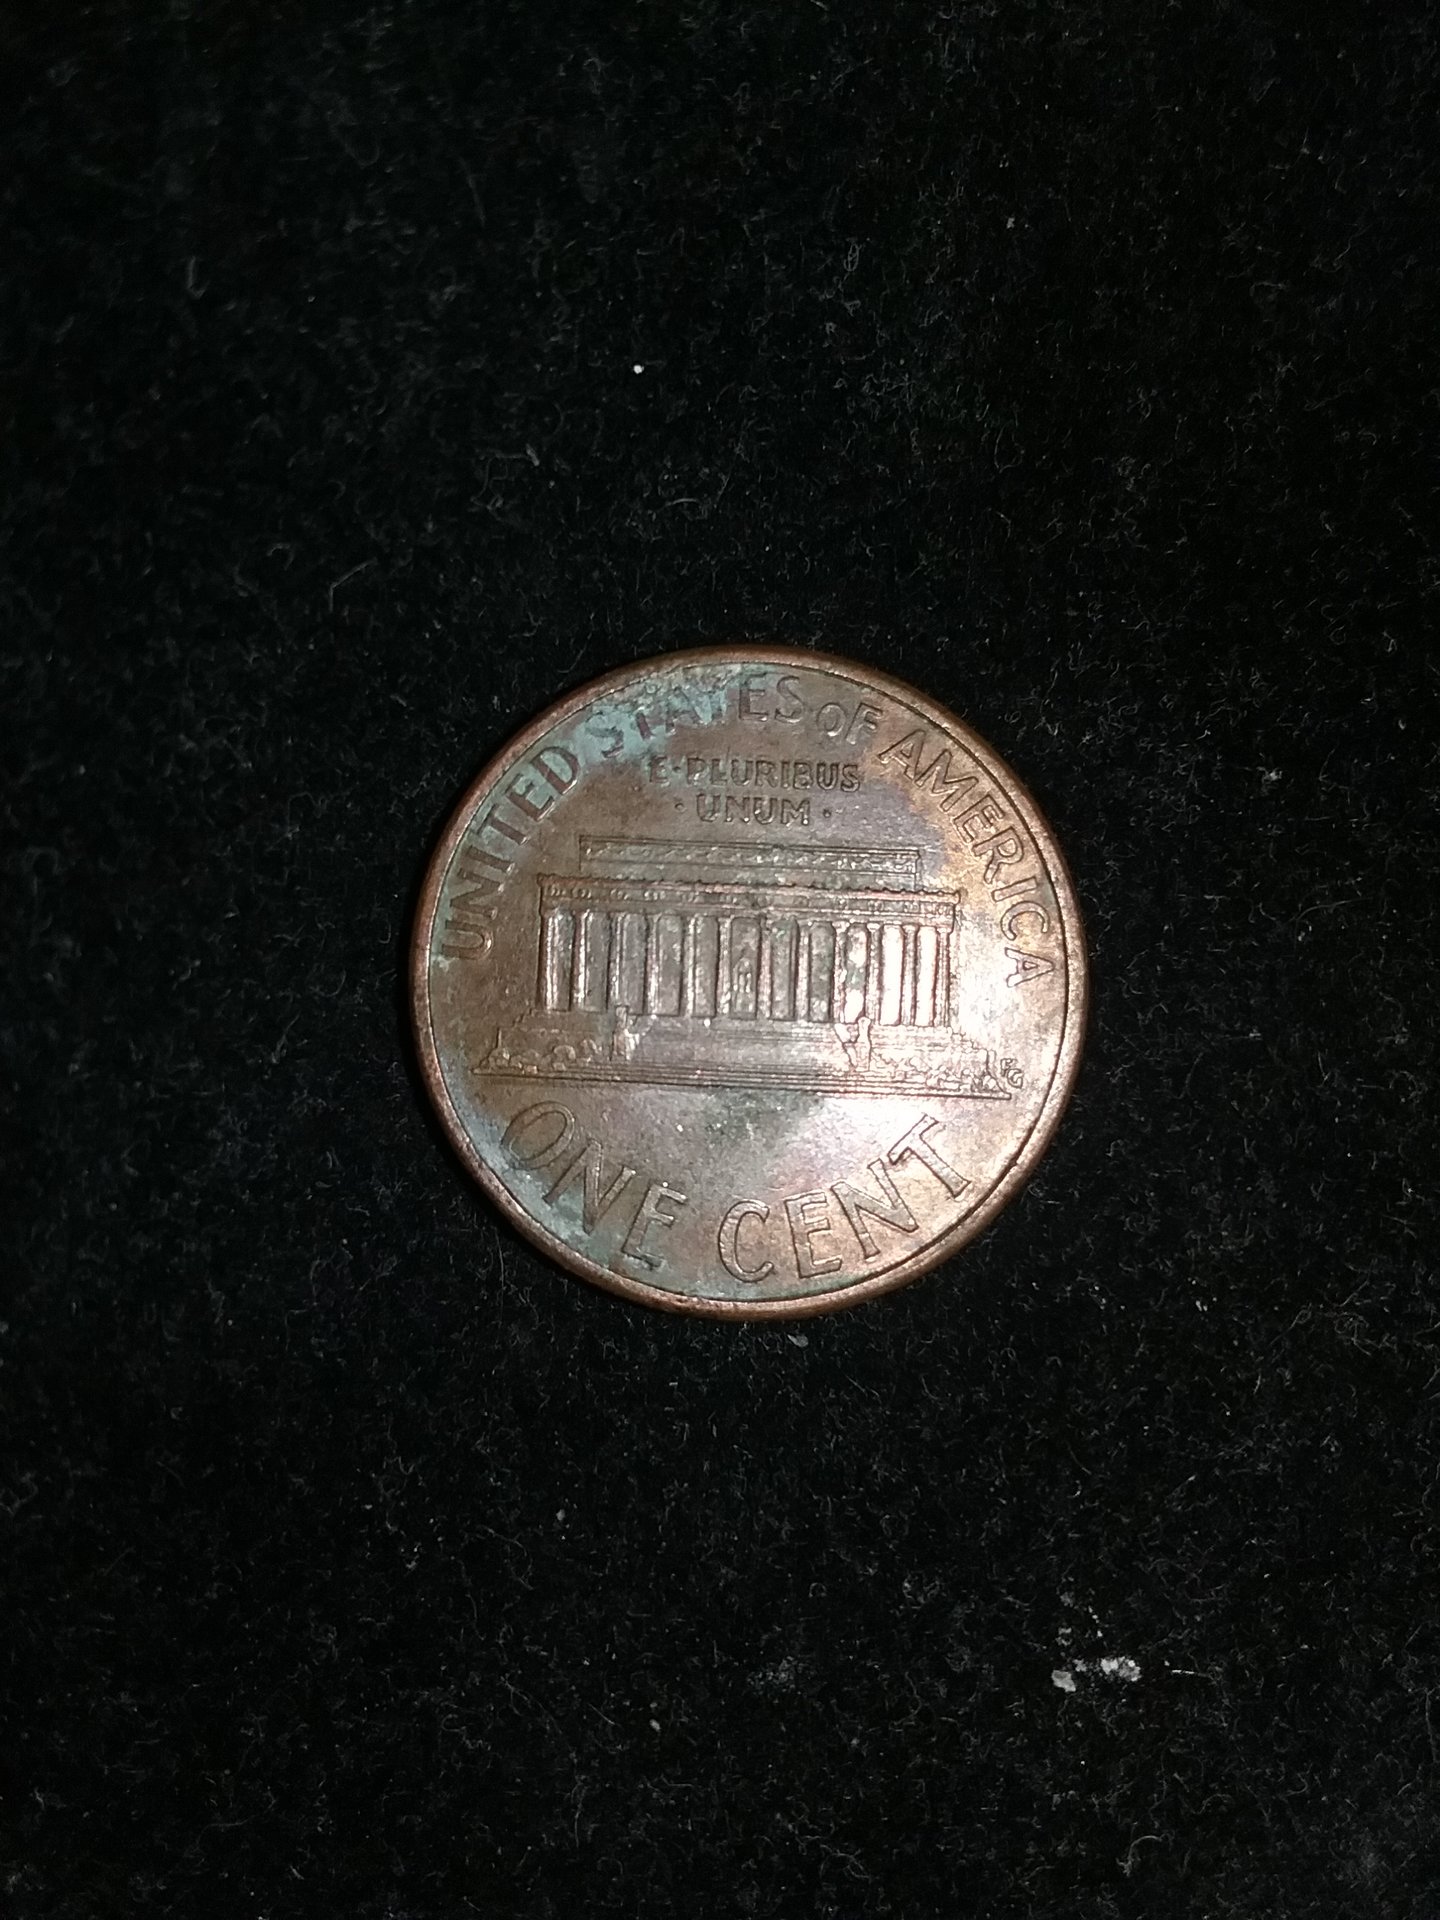 UNITED STATES OF AMERICA
E·PLURIBUS
·UNUM·
FG
ONE CENT